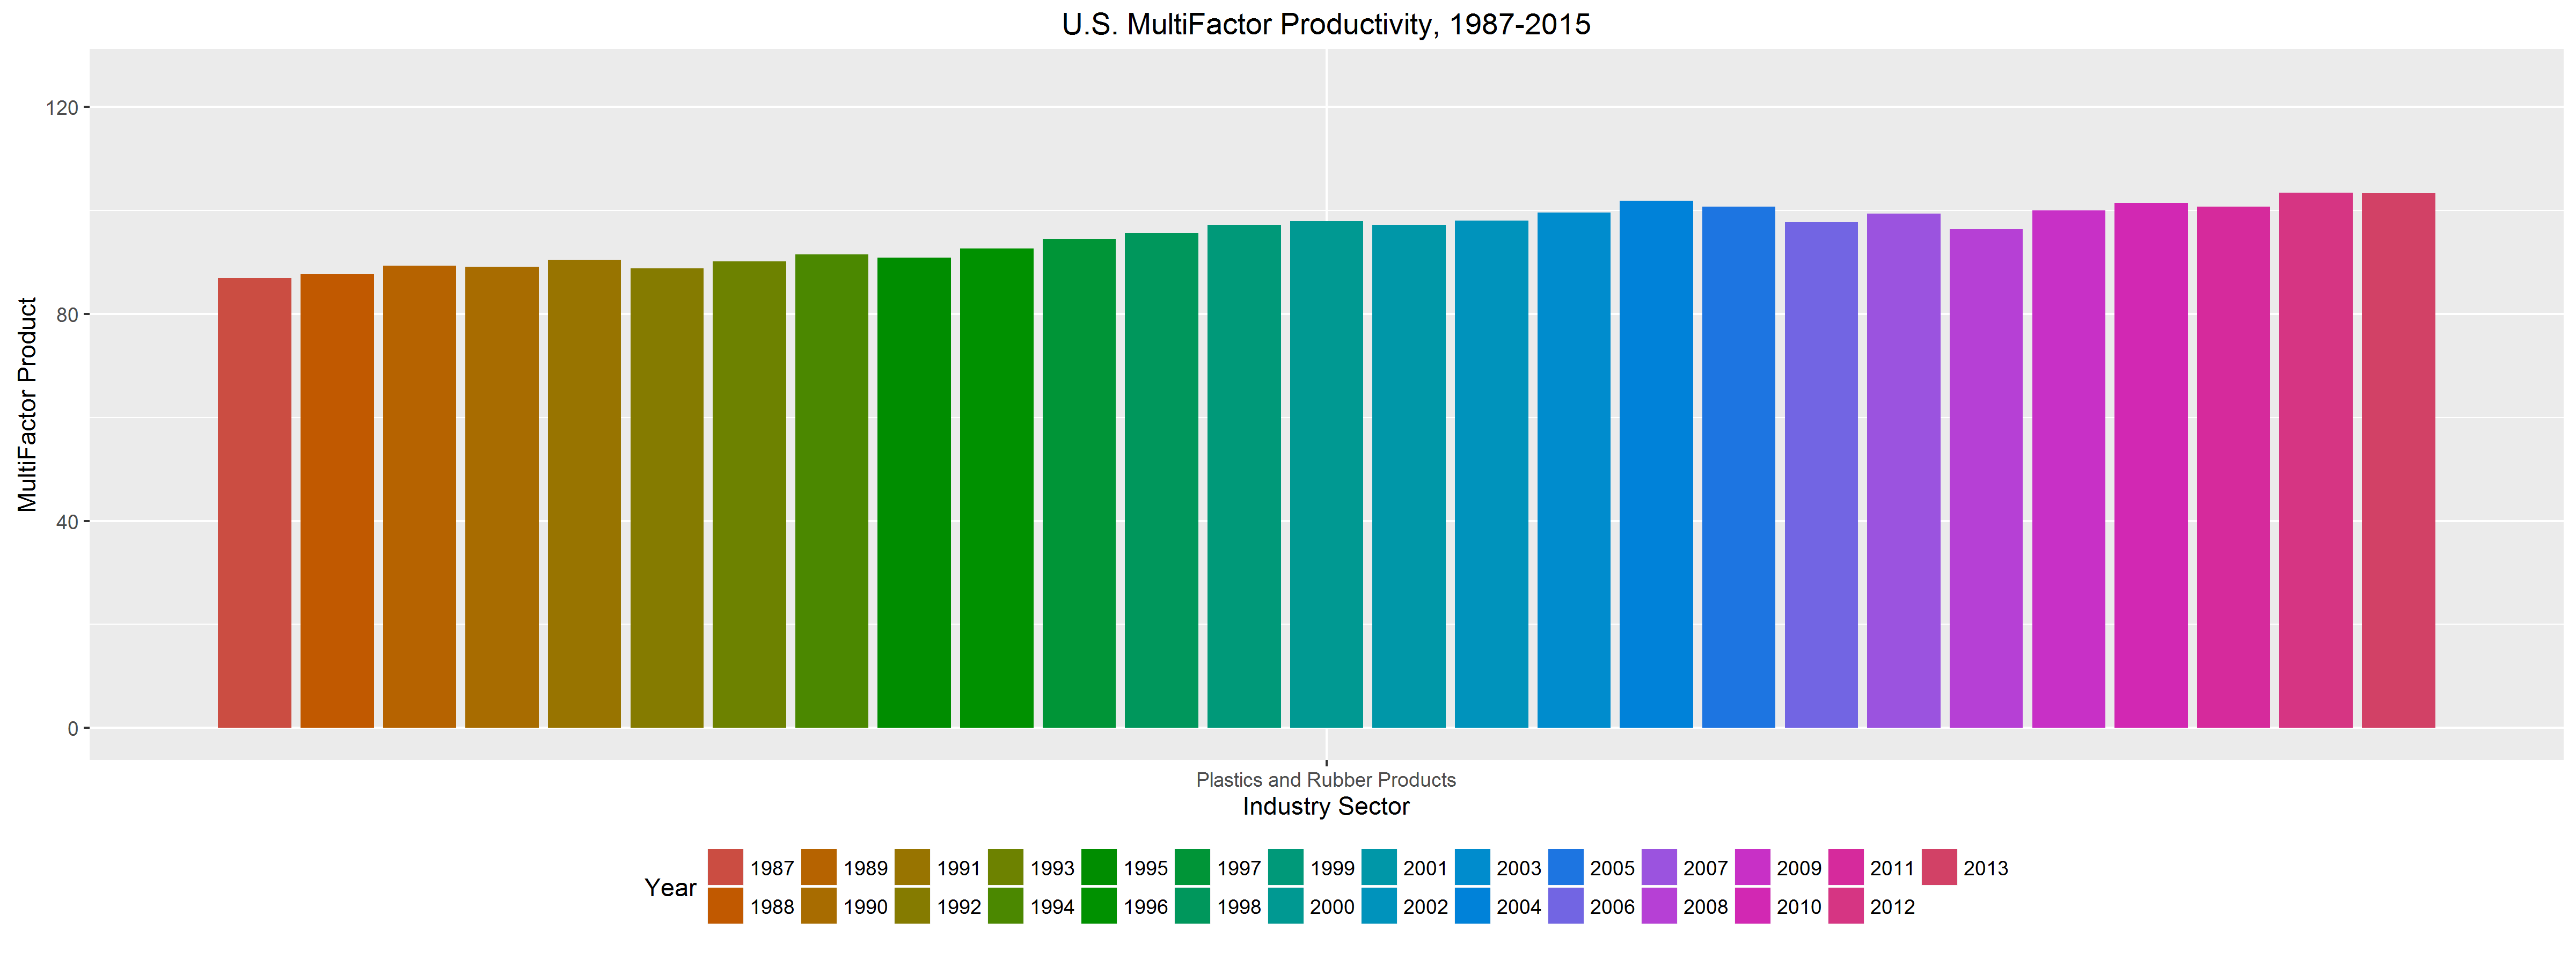 U.S. MultiFactor Productivity, 1987-2015
120
80
40
0
MultiFactor Product
Plastics and Rubber Products
Industry Sector
Year
1987 1989 1991 1993 1995 1997 1999 2001 2003 2005 2007 2009 2011 2013
1988 1990 1992 1994 1996 1998 2000 2002 2004 2006 2008 2010 2012